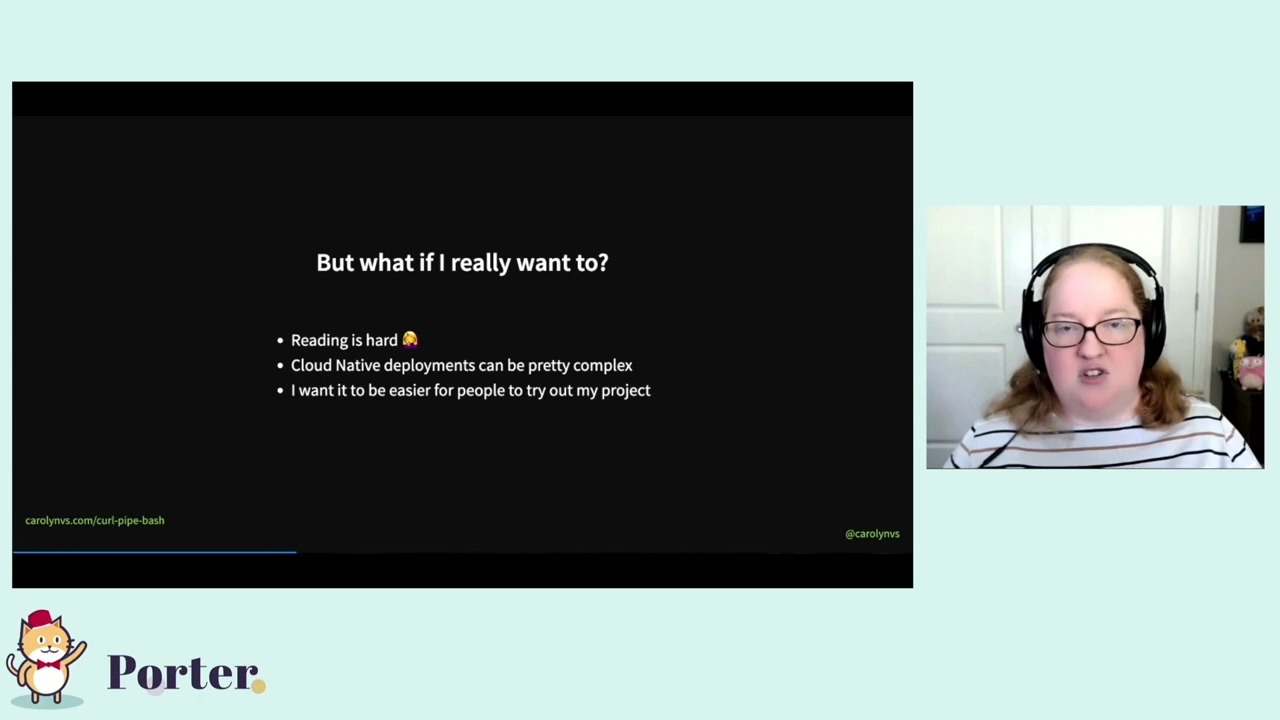 But what if I really want to?
Reading is hard 🤦‍♀️
Cloud Native deployments can be pretty complex
I want it to be easier for people to try out my project
carolynvs.com/curl-pipe-bash
@carolynvs
Porter.